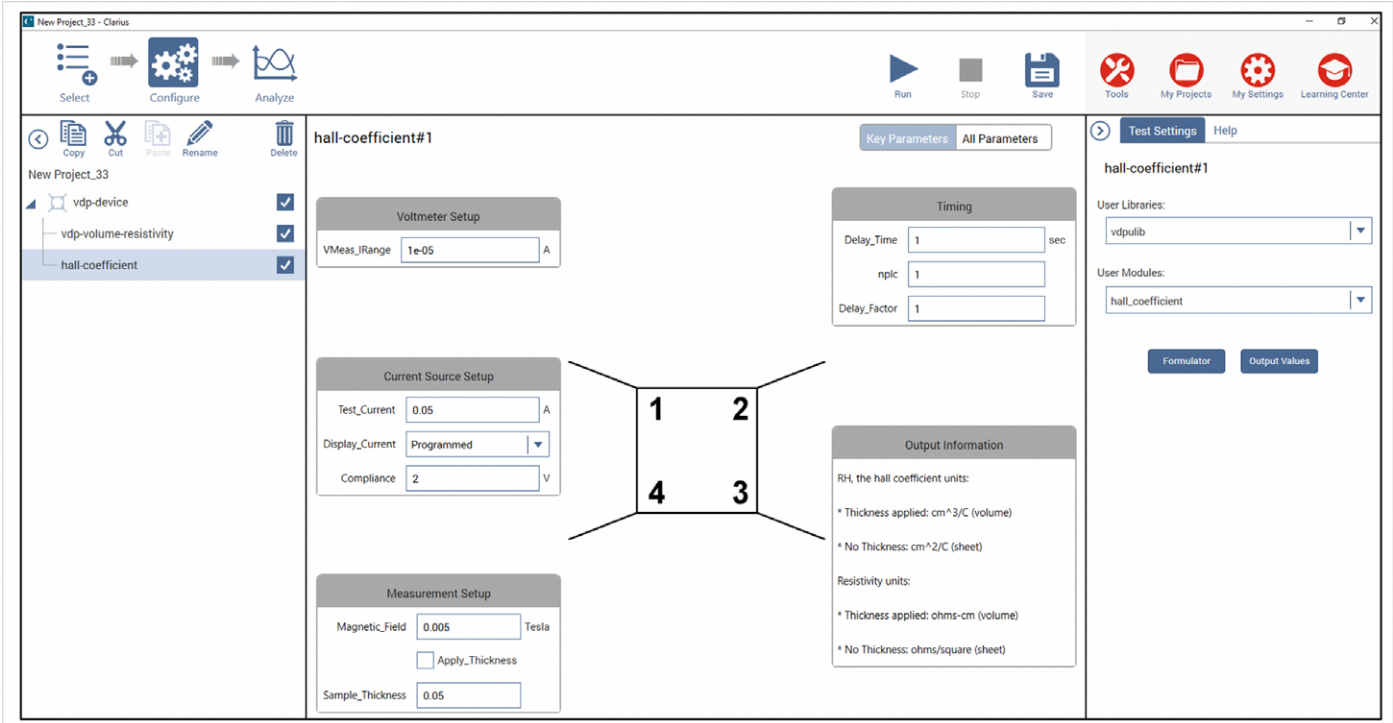 New Project_33 - Clarius
Select
Configure
Analyze
Run
Stop
Save
Tools
My Projects
My Settings
Learning Center
Copy
Cut
Paste
Rename
Delete
New Project_33
vdp-device
vdp-volume-resistivity
hall-coefficient
hall-coefficient#1
Key Parameters
All Parameters
Voltmeter Setup
VMeas_IRange 1e-05 A
Timing
Delay_Time 1 sec
nplc 1
Delay_Factor 1
Current Source Setup
Test_Current 0.05 A
Display_Current Programmed
Compliance 2 V
1 2
4 3
Output Information
RH, the hall coefficient units:
* Thickness applied: cm^3/C (volume)
* No Thickness: cm^2/C (sheet)
Resistivity units:
* Thickness applied: ohms-cm (volume)
* No Thickness: ohms/square (sheet)
Measurement Setup
Magnetic_Field 0.005 Tesla
Apply_Thickness
Sample_Thickness 0.05
Test Settings
Help
hall-coefficient#1
User Libraries:
vdpulib
User Modules:
hall_coefficient
Formulator
Output Values